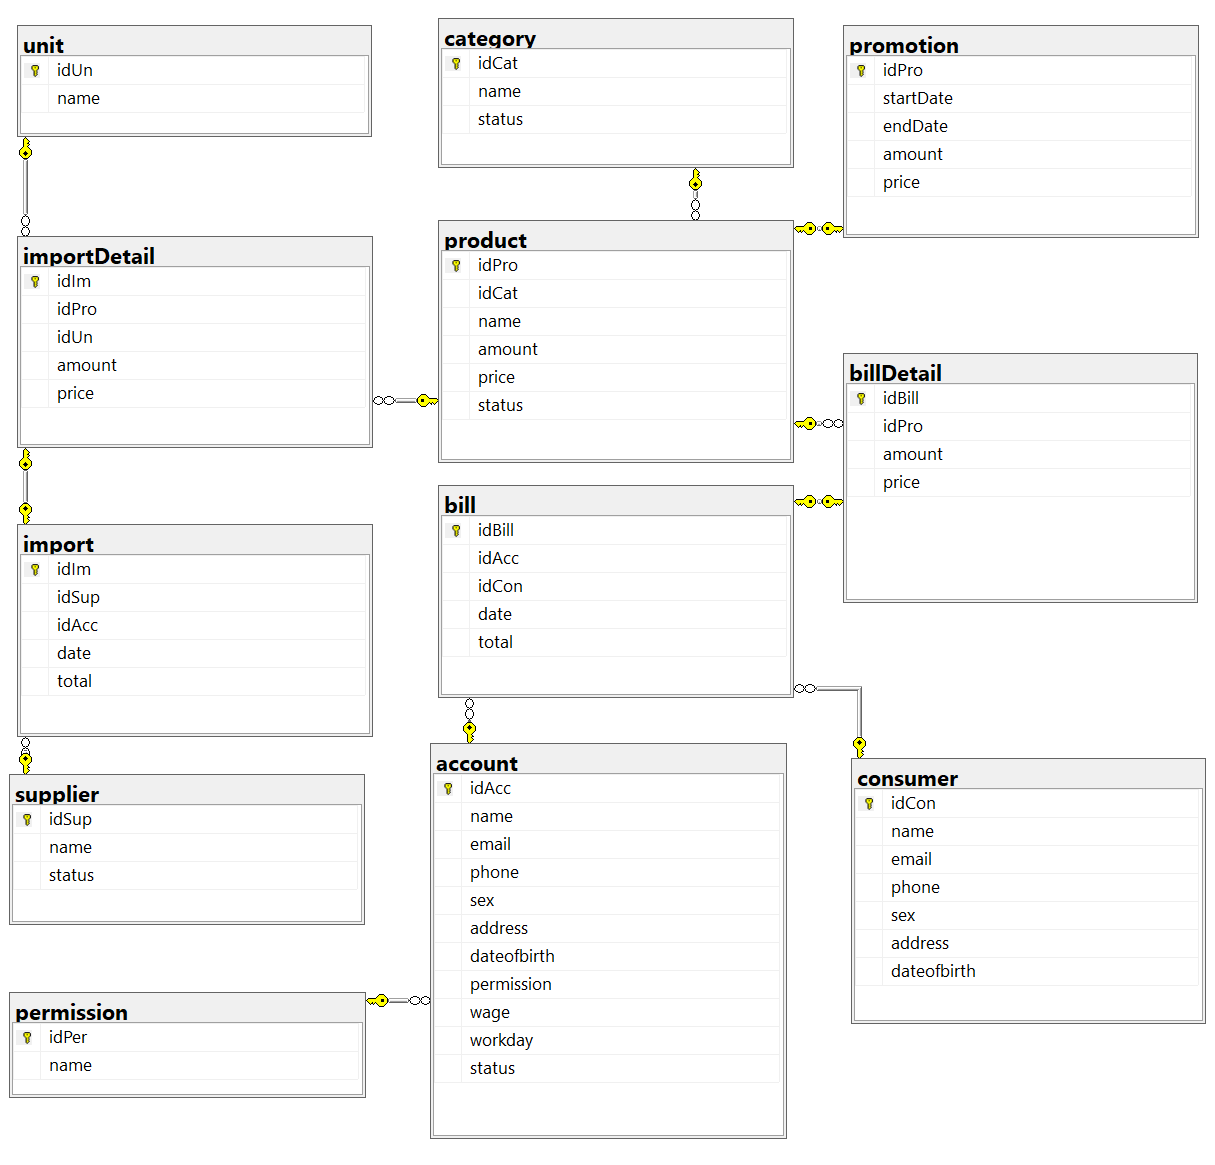 unit
idUn
name
category
idCat
name
status
promotion
idPro
startDate
endDate
amount
price
importDetail
idIm
idPro
idUn
amount
price
product
idPro
idCat
name
amount
price
status
billDetail
idBill
idPro
amount
price
import
idIm
idSup
idAcc
date
total
bill
idBill
idAcc
idCon
date
total
supplier
idSup
name
status
account
idAcc
name
email
phone
sex
address
dateofbirth
permission
wage
workday
status
consumer
idCon
name
email
phone
sex
address
dateofbirth
permission
idPer
name